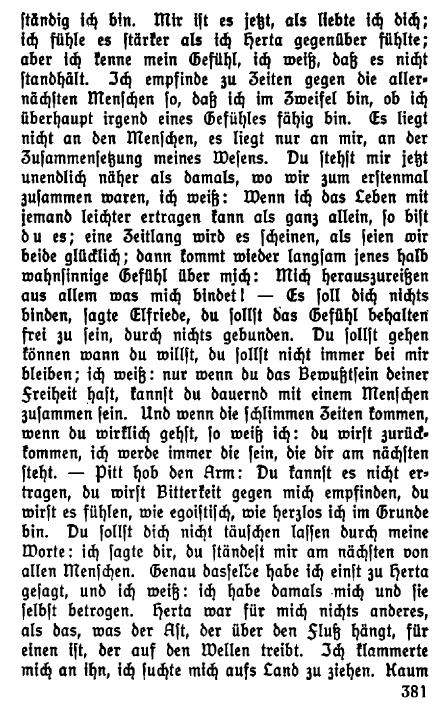 ständig ich bin. Mir ist es jetzt, als liebte ich dich;
ich fühle es stärker als ich Herta gegenüber fühlte;
aber ich kenne mein Gefühl, ich weiß, daß es nicht
standhält. Ich empfinde zu Zeiten gegen die aller-
nächsten Menschen so, daß ich im Zweifel bin, ob ich
überhaupt irgend eines Gefühles fähig bin. Es liegt
nicht an den Menschen, es liegt nur an mir, an der
Zusammensetzung meines Wesens. Du stehst mir jetzt
unendlich näher als damals, wo wir zum erstenmal
zusammen waren, ich weiß: Wenn ich das Leben mit
jemand leichter ertragen kann als ganz allein, so bist
du es; eine Zeitlang wird es scheinen, als seien wir
beide glücklich; dann kommt wieder langsam jenes halb
wahnsinnige Gefühl über mich: Mich herauszureißen
aus allem was mich bindet! — Es soll dich nichts
binden, sagte Elfriede, du sollst das Gefühl behalten
frei zu sein, durch nichts gebunden. Du sollst gehen
können wann du willst, du sollst nicht immer bei mir
bleiben; ich weiß: nur wenn du das Bewußtsein deiner
Freiheit hast, kannst du dauernd mit einem Menschen
zusammen sein. Und wenn die schlimmen Zeiten kommen,
wenn du wirklich gehst, so weiß ich: du wirst zurück-
kommen, ich werde immer die sein, die dir am nächsten
steht. — Pitt hob den Arm: Du kannst es nicht er-
tragen, du wirst Bitterkeit gegen mich empfinden, du
wirst es fühlen, wie egoistisch, wie herzlos ich im Grunde
bin. Du sollst dich nicht täuschen lassen durch meine
Worte: ich sagte dir, du ständest mir am nächsten von
allen Menschen. Genau dasselbe habe ich einst zu Herta
gesagt, und ich weiß: ich habe damals mich und sie
selbst betrogen. Herta war für mich nichts anderes,
als das, was der Ast, der über den Fluß hängt, für
einen ist, der auf den Wellen treibt. Ich klammerte
mich an ihn, ich suchte mich aufs Land zu ziehen. Kaum
381